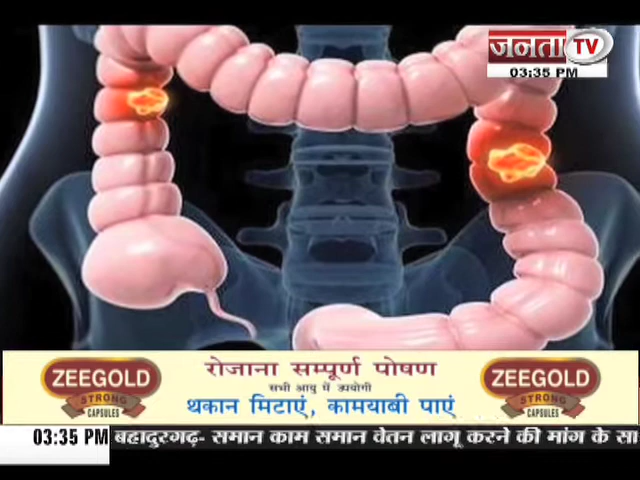 जनता TV
03:35 PM
ZEEGOLD
STRONG
CAPSULES
रोजाना सम्पूर्ण पोषण
सभी आयु में उपयोगी
थकान मिटाएं, कामयाबी पाएं
ZEEGOLD
STRONG
CAPSULES
03:35 PM
बहादुरगढ़- समान काम समान वेतन लागू करने की मांग के सा